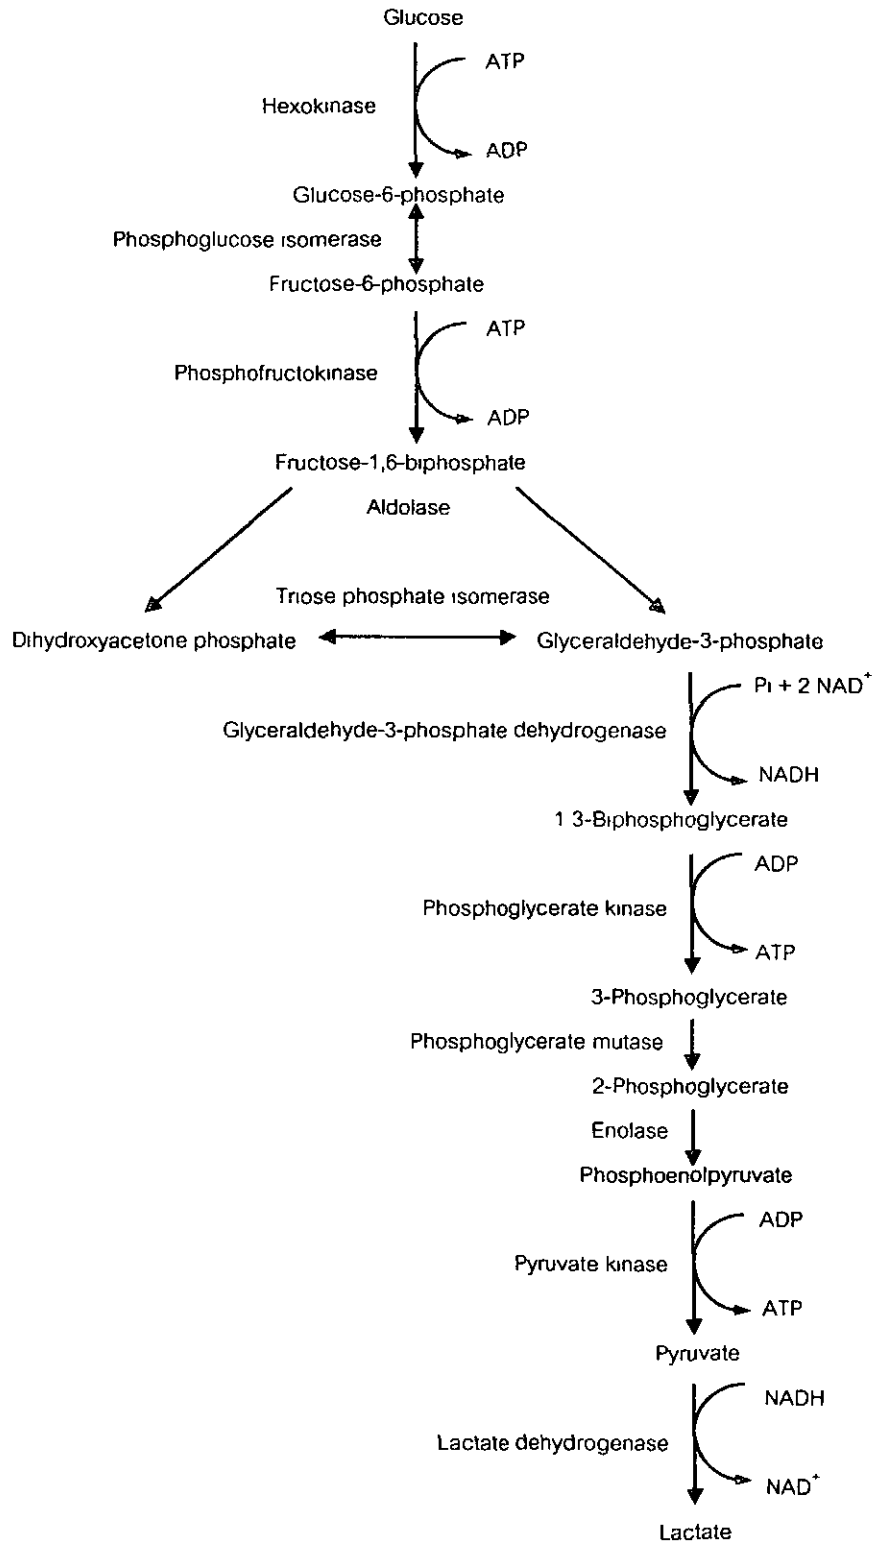 Glucose
ATP
Hexokinase
ADP
Glucose-6-phosphate
Phosphoglucose isomerase
Fructose-6-phosphate
ATP
Phosphofructokinase
ADP
Fructose-1,6-biphosphate
Aldolase
Triose phosphate isomerase
Dihydroxyacetone phosphate
Glyceraldehyde-3-phosphate
Pi + 2 NAD+
Glyceraldehyde-3-phosphate dehydrogenase
NADH
1 3-Biphosphoglycerate
ADP
Phosphoglycerate kinase
ATP
3-Phosphoglycerate
Phosphoglycerate mutase
2-Phosphoglycerate
Enolase
Phosphoenolpyruvate
ADP
Pyruvate kinase
ATP
Pyruvate
NADH
Lactate dehydrogenase
NAD+
Lactate